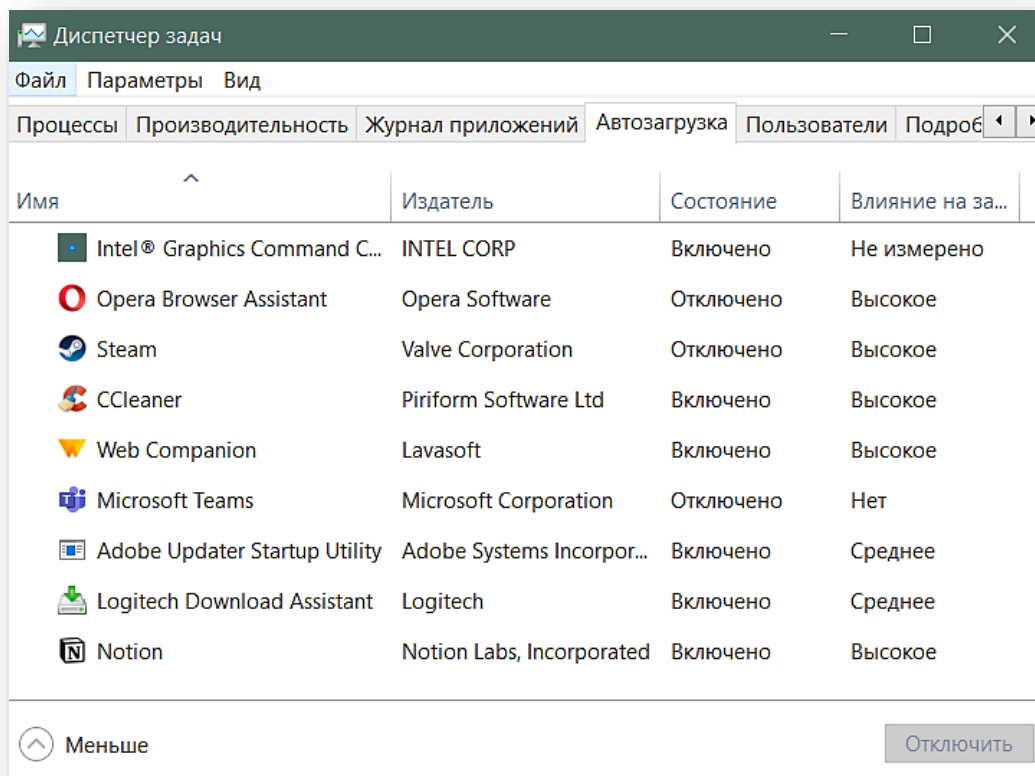 Диспетчер задач
Файл Параметры Вид
Процессы Производительность Журнал приложений Автозагрузка Пользователи Подроб
Имя Издатель Состояние Влияние на за...
Intel® Graphics Command C... INTEL CORP Включено Не измерено
Opera Browser Assistant Opera Software Отключено Высокое
Steam Valve Corporation Отключено Высокое
CCleaner Piriform Software Ltd Включено Высокое
Web Companion Lavasoft Включено Высокое
Microsoft Teams Microsoft Corporation Отключено Нет
Adobe Updater Startup Utility Adobe Systems Incorpor... Включено Среднее
Logitech Download Assistant Logitech Включено Среднее
Notion Notion Labs, Incorporated Включено Высокое
Меньше Отключить